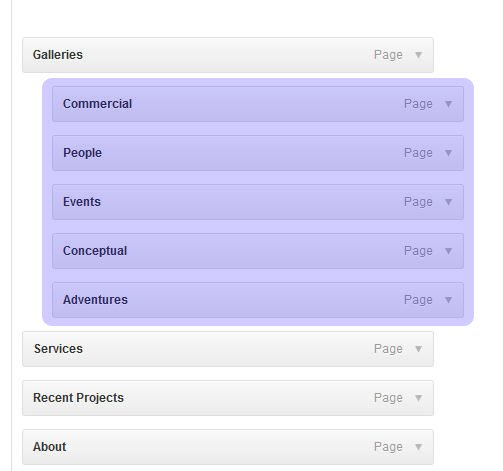 Galleries Page
Commercial Page
People Page
Events Page
Conceptual Page
Adventures Page
Services Page
Recent Projects Page
About Page